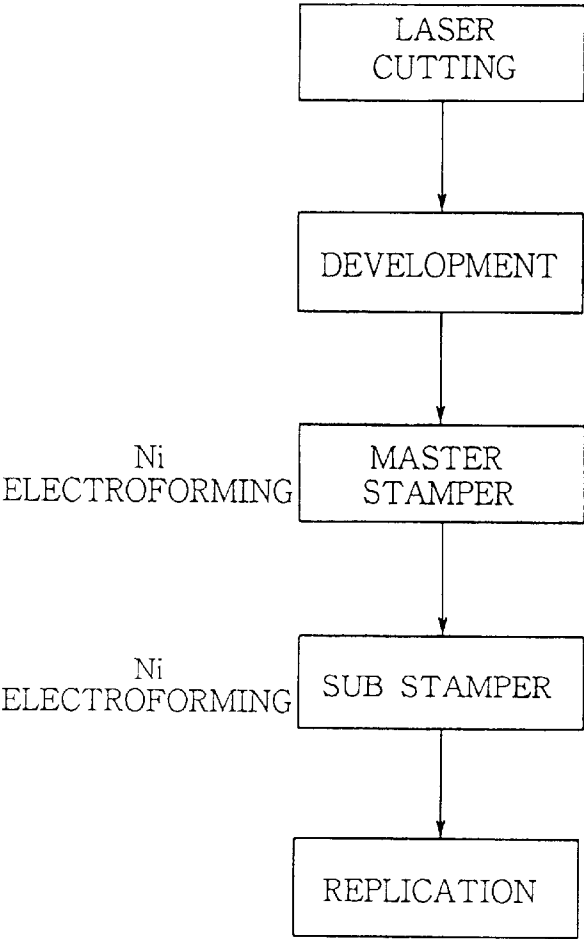 LASER
CUTTING
DEVELOPMENT
Ni
ELECTROFORMING
MASTER
STAMPER
Ni
ELECTROFORMING
SUB STAMPER
REPLICATION